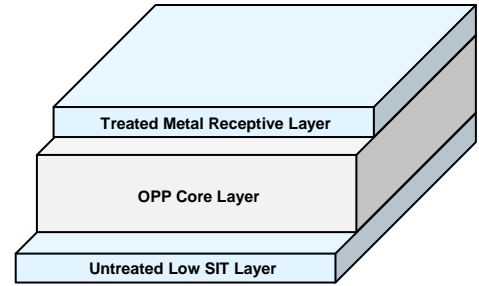 Treated Metal Receptive Layer
OPP Core Layer
Untreated Low SIT Layer